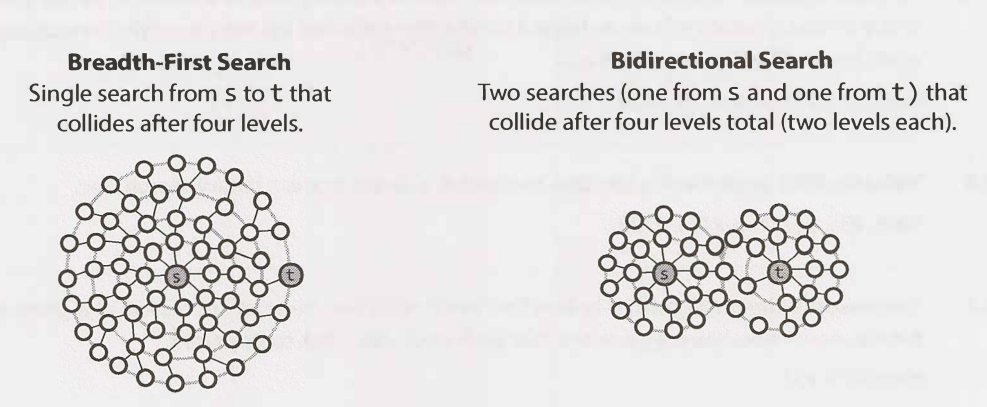 Breadth-First Search
Single search from s to t that
collides after four levels.
s
t
Bidirectional Search
Two searches (one from s and one from t) that
collide after four levels total (two levels each).
s
t